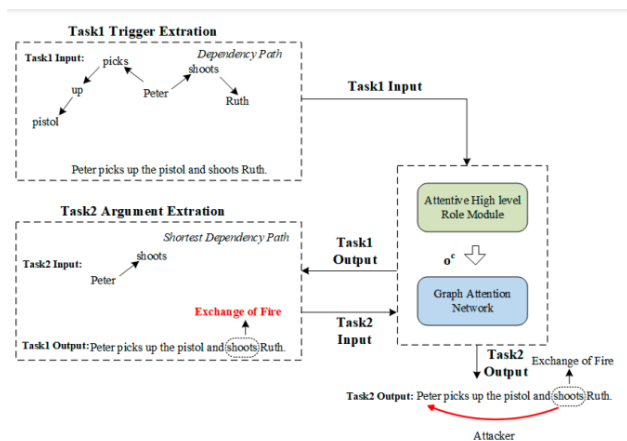 Task1 Trigger Extration
Task1 Input:
Dependency Path
picks
shoots
up
Peter
Ruth
pistol
Peter picks up the pistol and shoots Ruth.
Task1 Input
Attentive High level
Role Module
oᶜ
Graph Attention
Network
Task2 Argument Extration
Shortest Dependency Path
Task2 Input:
shoots
Peter
Exchange of Fire
Task1 Output: Peter picks up the pistol and shoots Ruth.
Task1
Output
Task2
Input
Task2
Output
Exchange of Fire
Task2 Output: Peter picks up the pistol and shoots Ruth.
Attacker